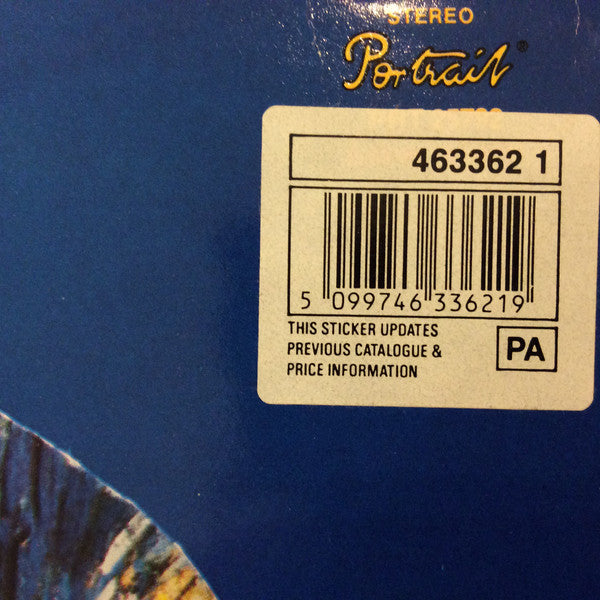 STEREO
Portrait®
463362 1
5 099746 336219
THIS STICKER UPDATES
PREVIOUS CATALOGUE &
PRICE INFORMATION
PA